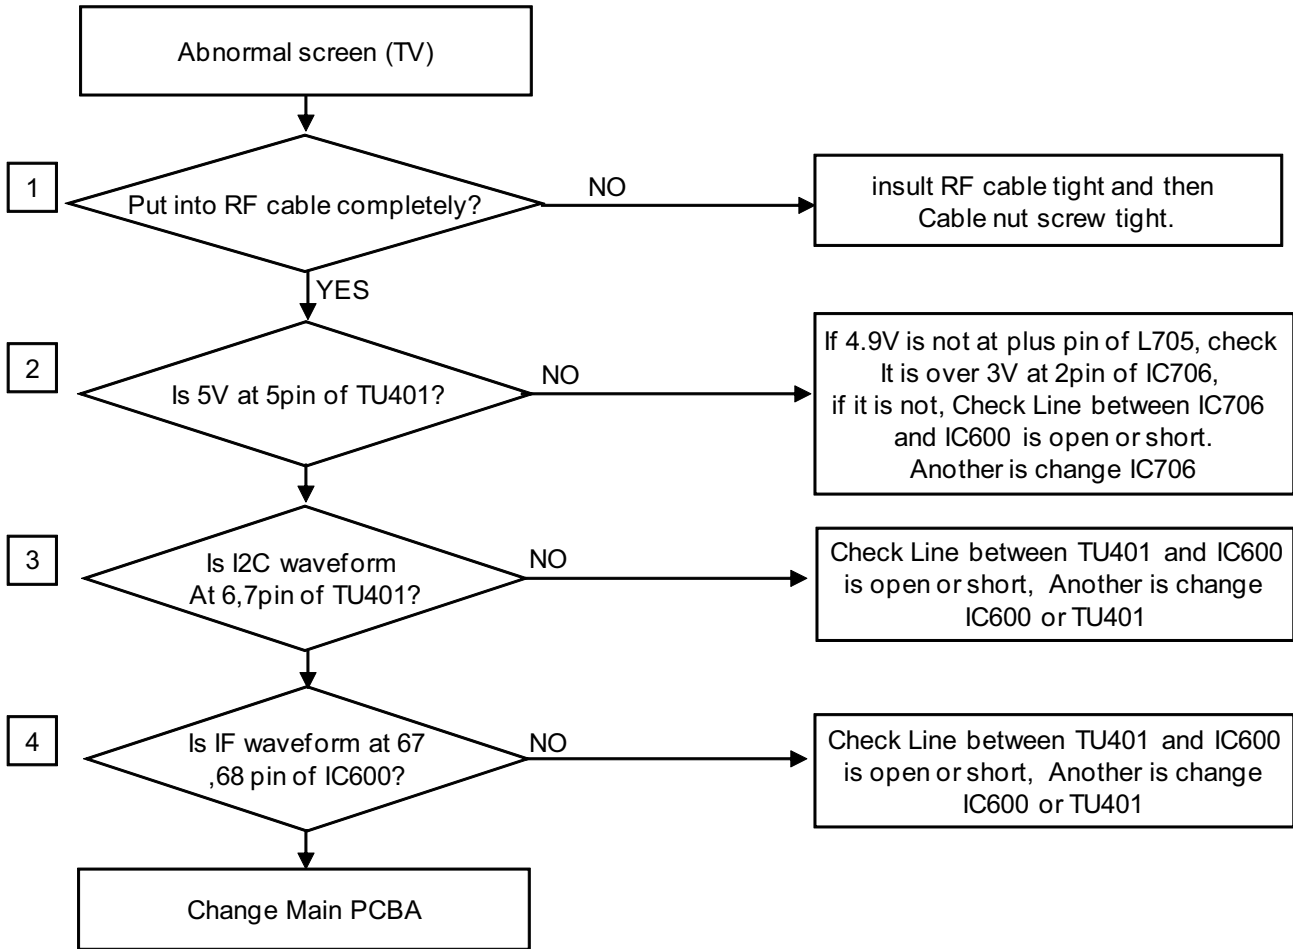 Abnormal screen (TV)
1
Put into RF cable completely?
NO
insult RF cable tight and then
Cable nut screw tight.
YES
2
Is 5V at 5pin of TU401?
NO
If 4.9V is not at plus pin of L705, check
It is over 3V at 2pin of IC706,
if it is not, Check Line between IC706
and IC600 is open or short.
Another is change IC706
3
Is I2C waveform
At 6,7pin of TU401?
NO
Check Line between TU401 and IC600
is open or short, Another is change
IC600 or TU401
4
Is IF waveform at 67
,68 pin of IC600?
NO
Check Line between TU401 and IC600
is open or short, Another is change
IC600 or TU401
Change Main PCBA